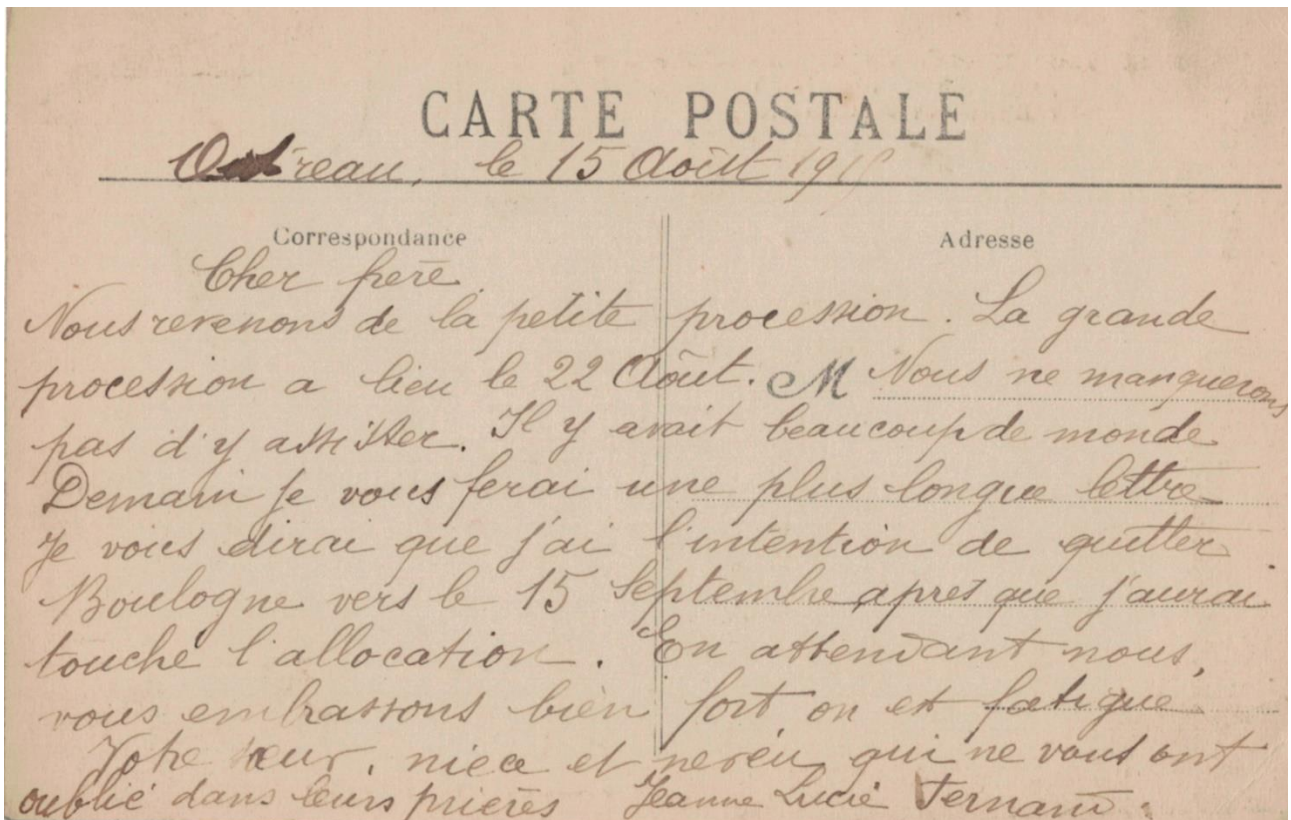 CARTE POSTALE
le 15 Août
Correspondance
Adresse
Cher frère
Nous revenons de la petite procession. La grande
procession a lieu le 22 Août. M Nous ne manquerons
pas d'y assister. Il y avait beaucoup de monde
Demain je vous ferai une plus longue lettre
Je vous dirai que j'ai l'intention de quitter
Boulogne vers le 15 Septembre après que j'aurai
touché l'allocation. En attendant nous,
vous embrassons bien fort on est fatigué
Votre sœur, nièce et neveu qui ne vous ont
oublié dans leurs prières Jeanne Lucie Fernand.